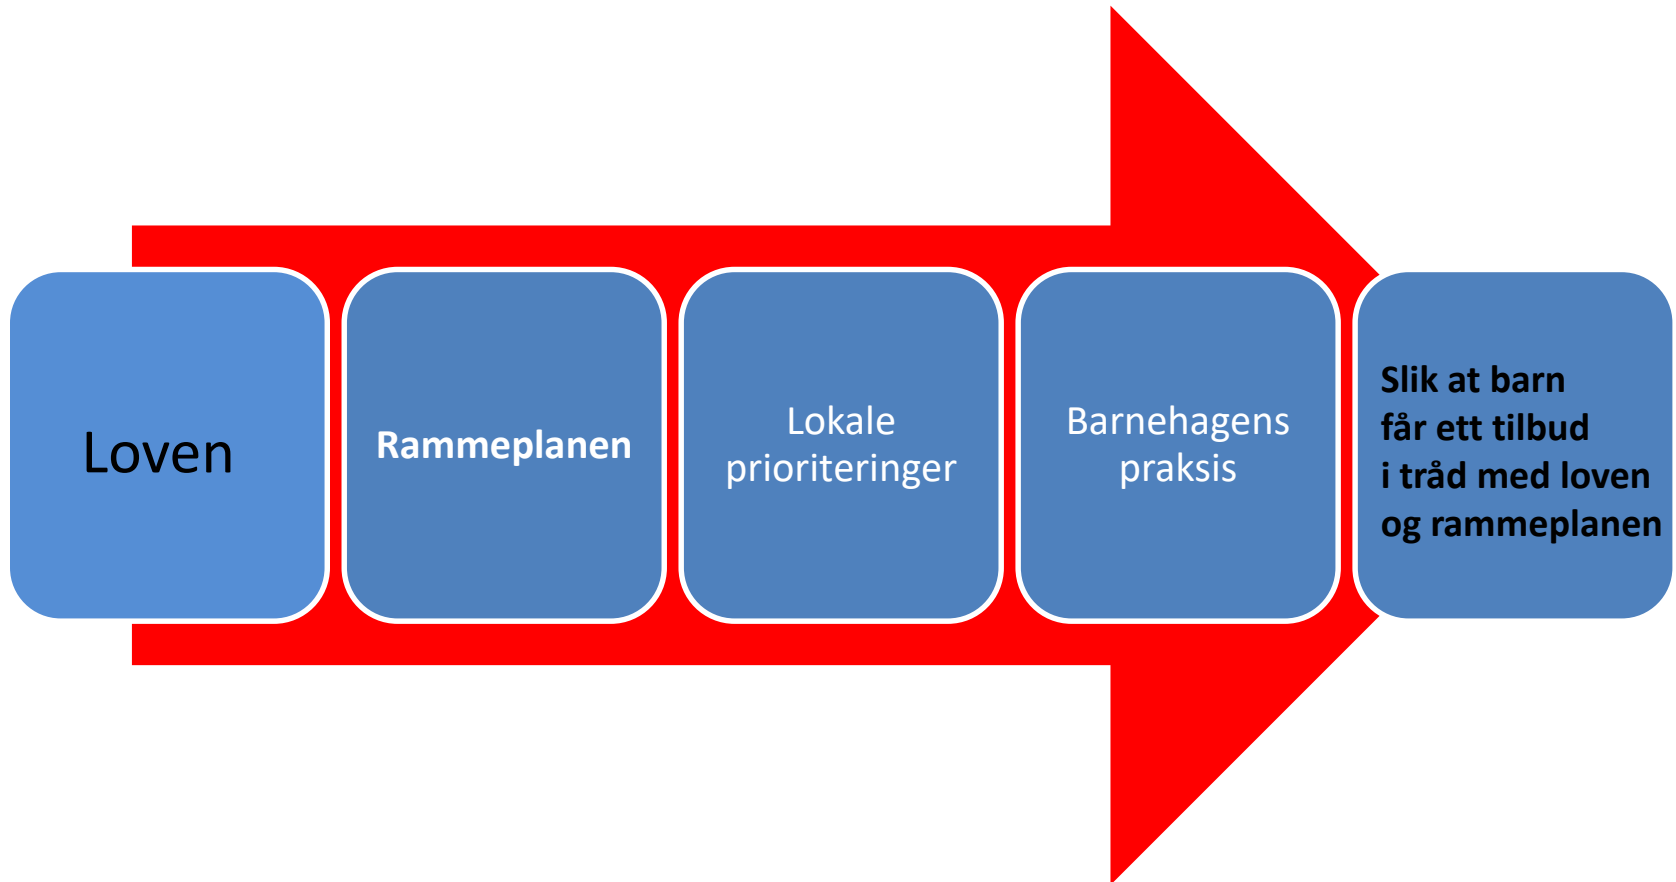 Loven
Rammeplanen
Lokale
prioriteringer
Barnehagens
praksis
Slik at barn
får ett tilbud
i tråd med loven
og rammeplanen